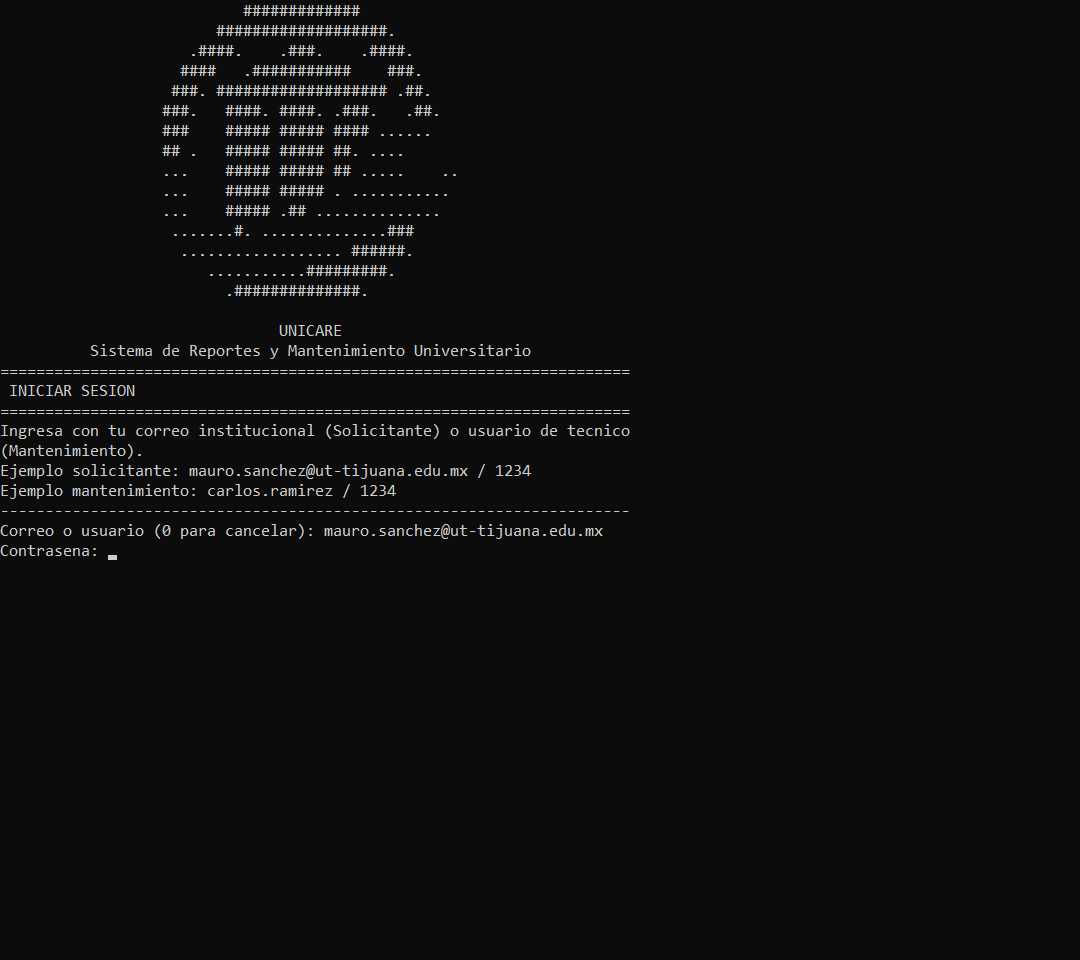 #############
###################.
.####.    .###.    .####.
####   .###########    ###.
###. ################### .##.
###.   ####. ####. .###.   .##.
###    ##### ##### #### ......
## .   ##### ##### ##. ....
...    ##### ##### ## .....    ..
...    ##### ##### . ...........
...    ##### .## ..............
.......#. ..............###
.................. ######.
...........#########.
.##############.
UNICARE
Sistema de Reportes y Mantenimiento Universitario
======================================================================
INICIAR SESION
======================================================================
Ingresa con tu correo institucional (Solicitante) o usuario de tecnico
(Mantenimiento).
Ejemplo solicitante: mauro.sanchez@ut-tijuana.edu.mx / 1234
Ejemplo mantenimiento: carlos.ramirez / 1234
----------------------------------------------------------------------
Correo o usuario (0 para cancelar): mauro.sanchez@ut-tijuana.edu.mx
Contrasena: